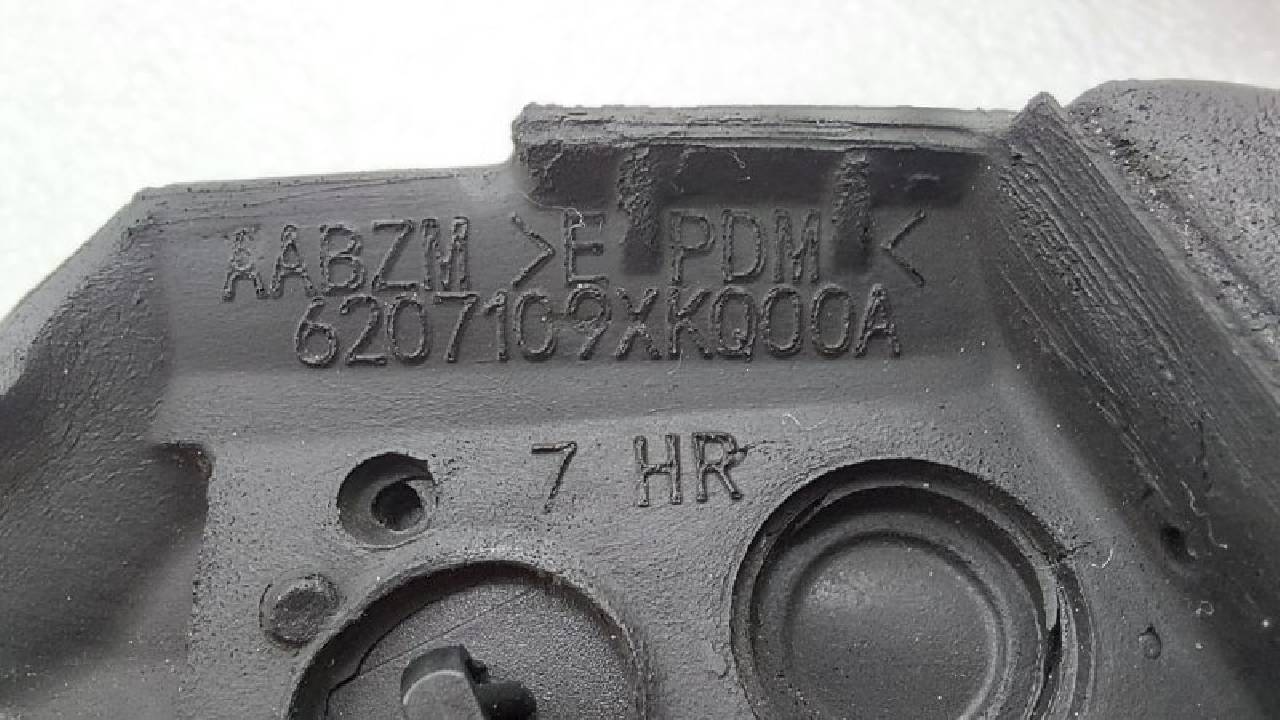 AABZM >E PDM<
6207109XKQ00A
7 HR